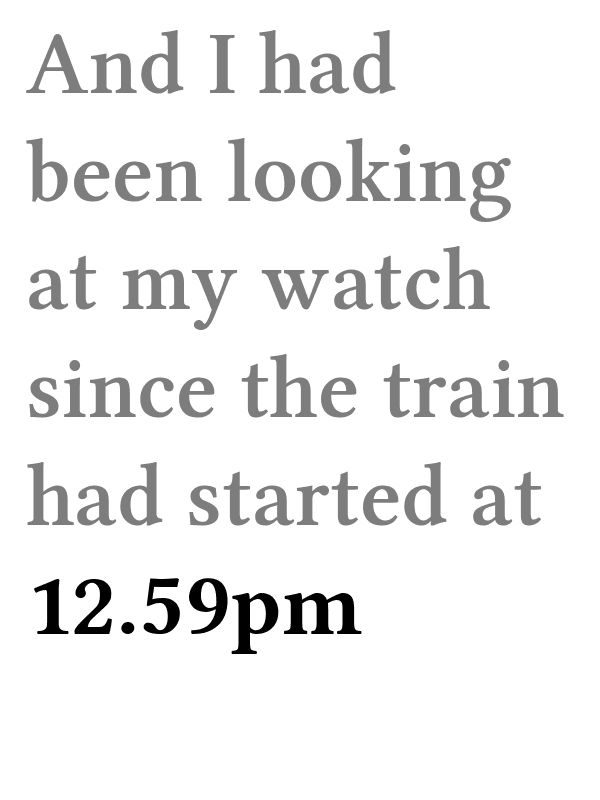 And I had
been looking
at my watch
since the train
had started at
12.59pm